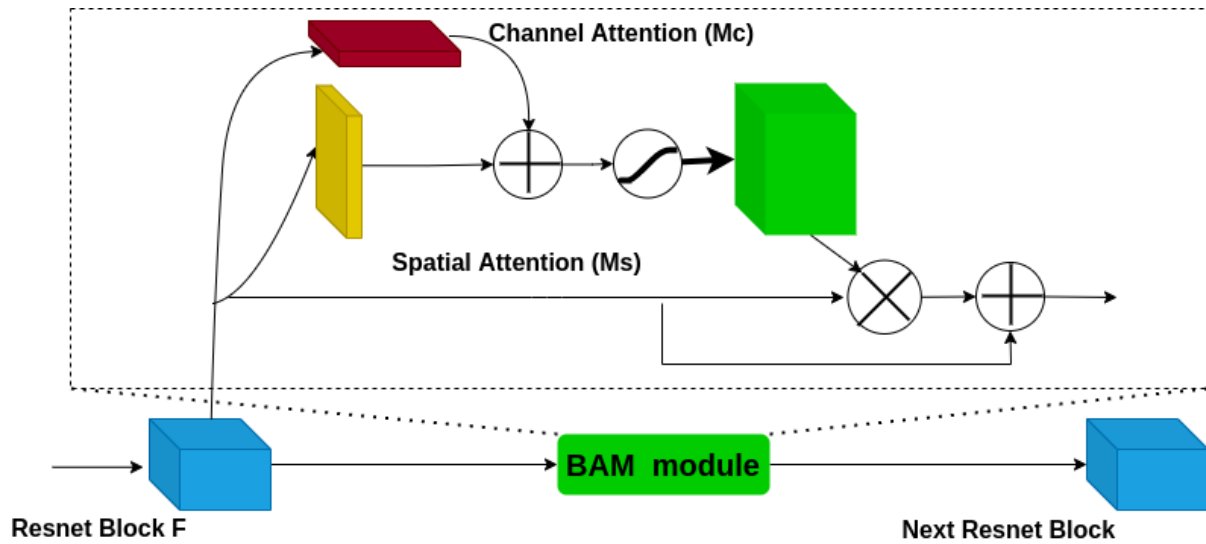 Channel Attention (Mc)
Spatial Attention (Ms)
BAM module
Resnet Block F
Next Resnet Block